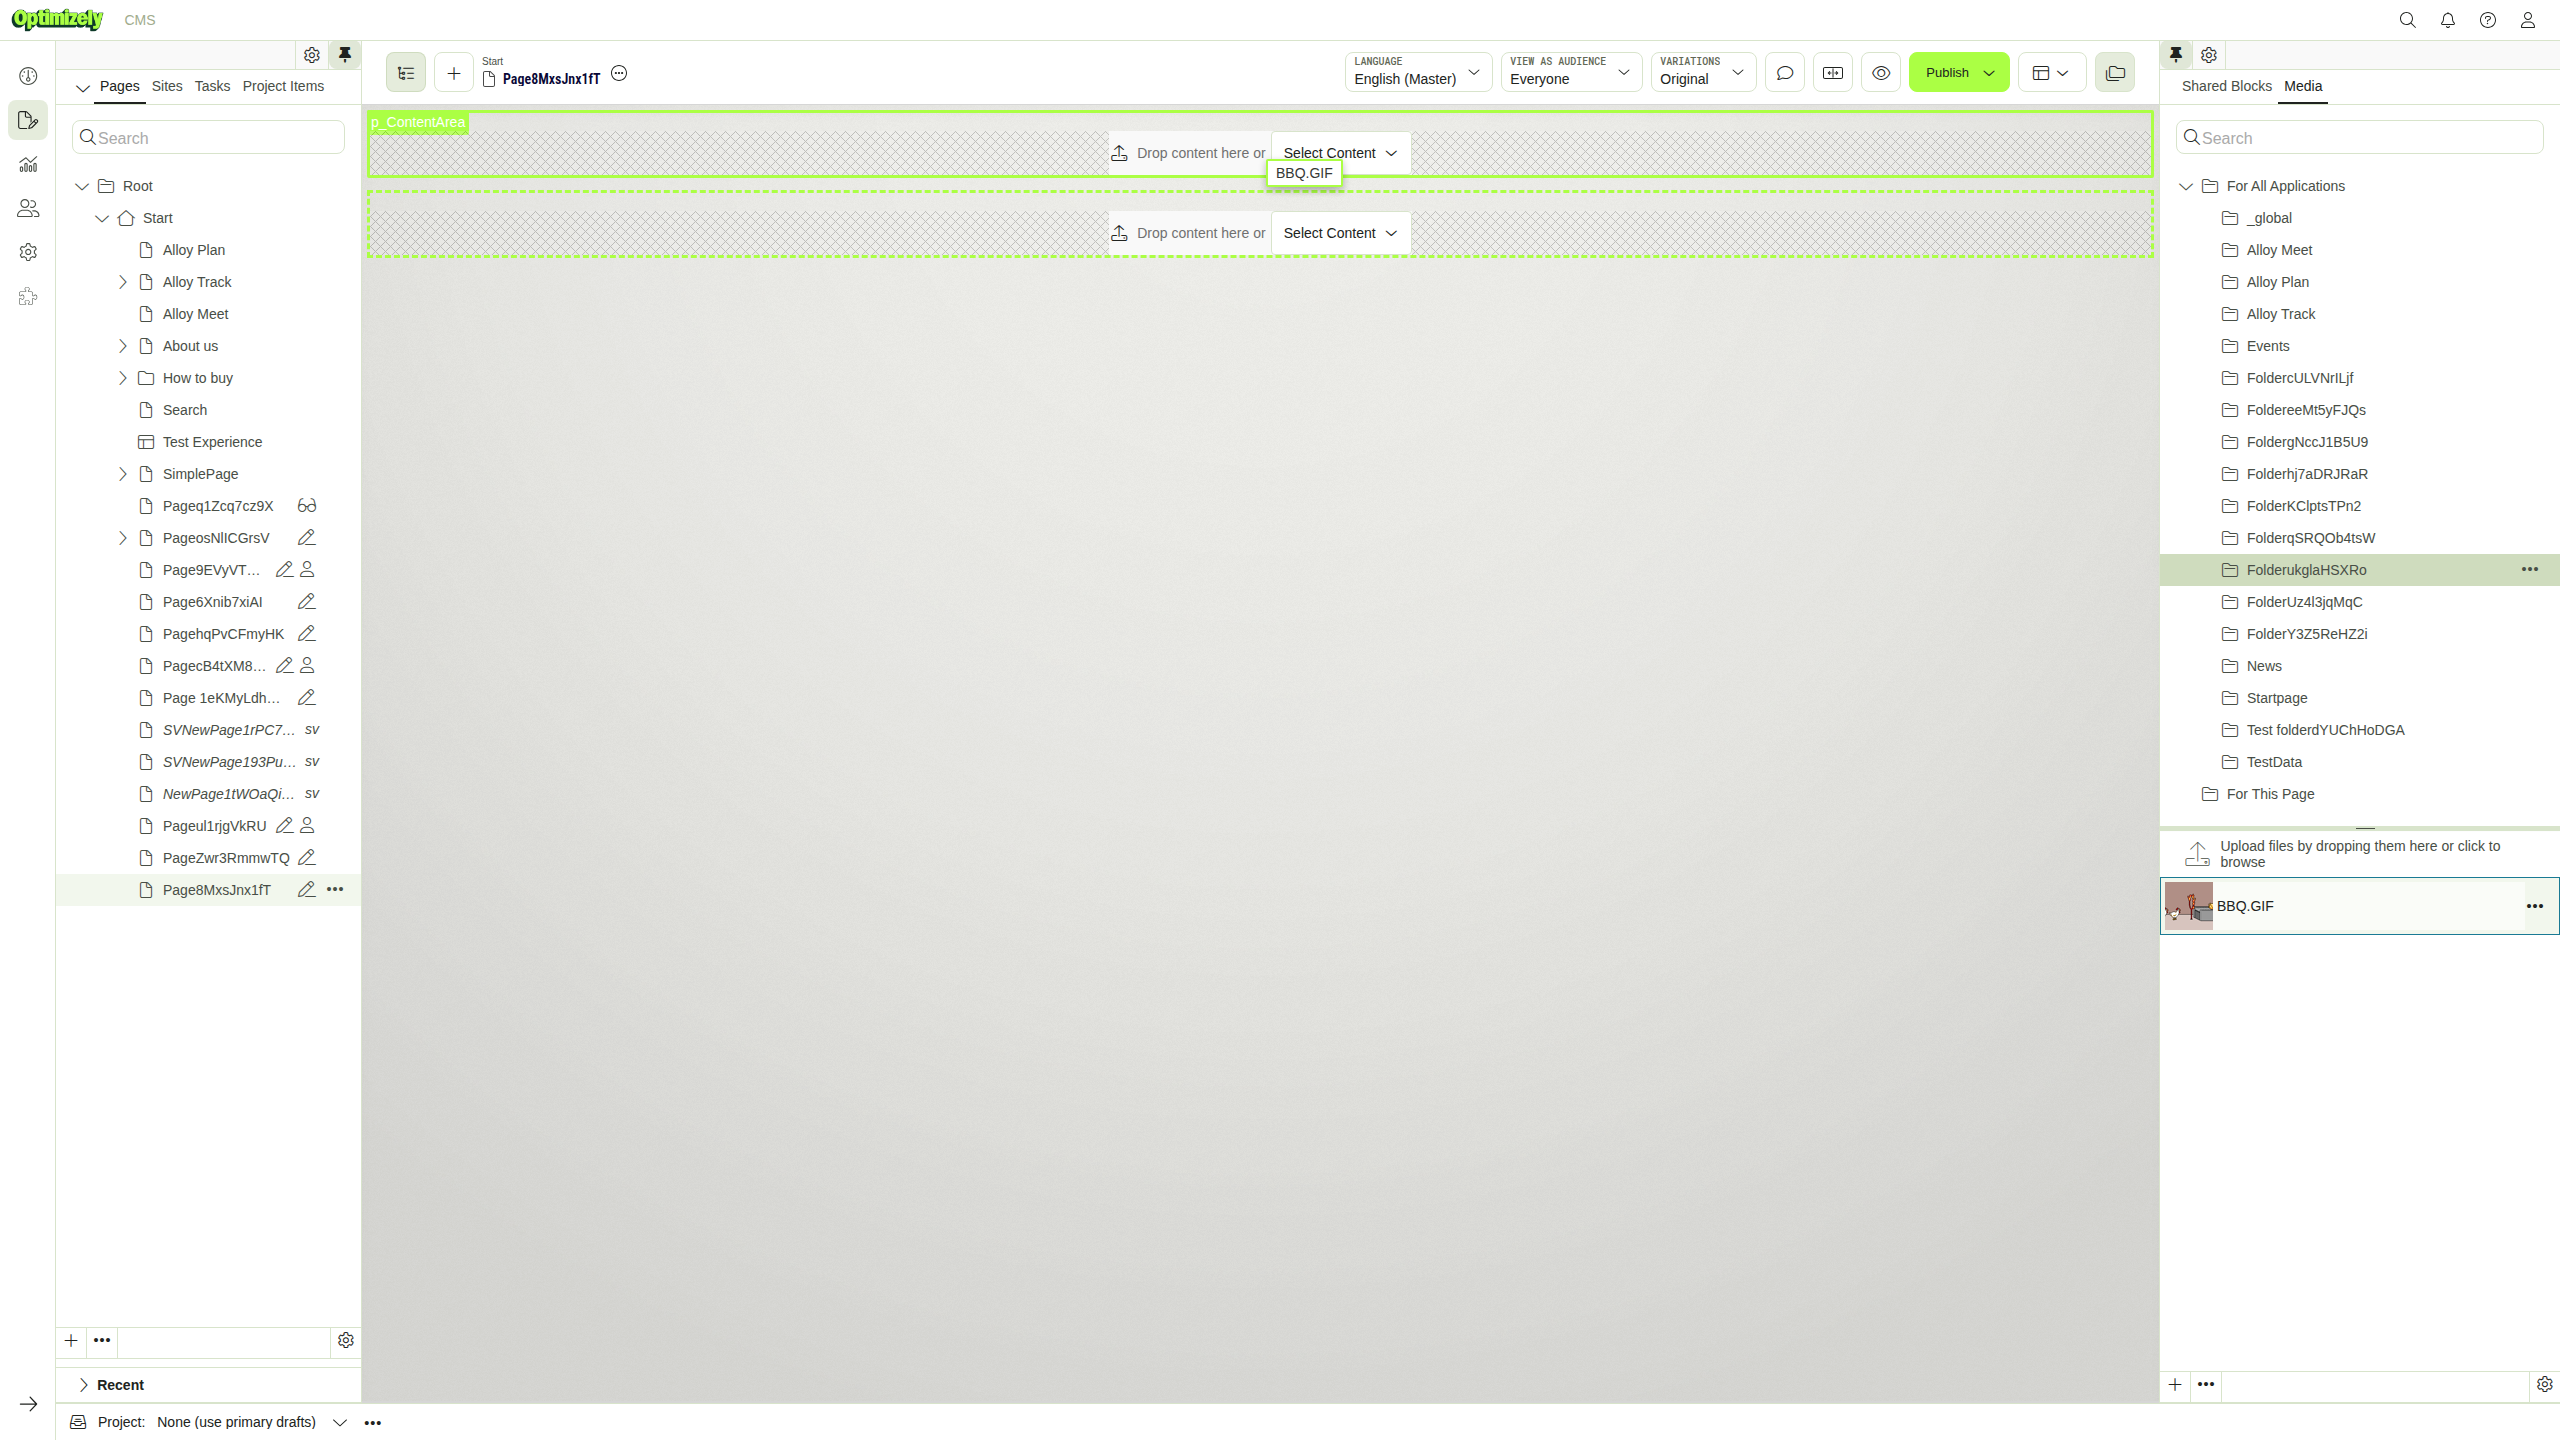 Optimizely CMS
Pages Sites Tasks Project Items
Search
Root
Start
Alloy Plan
Alloy Track
Alloy Meet
About us
How to buy
Search
Test Experience
SimplePage
Pageq1Zcq7cz9X
PageosNlICGrsV
Page9EVyVT…
Page6Xnib7xiAI
PagehqPvCFmyHK
PagecB4tXM8…
Page 1eKMyLdh…
SVNewPage1rPC7… sv
SVNewPage193Pu… sv
NewPage1tWOaQi… sv
Pageul1rjgVkRU
PageZwr3RmmwTQ
Page8MxsJnx1fT
Recent
Project: None (use primary drafts)
Start
Page8MxsJnx1fT
LANGUAGE
English (Master)
VIEW AS AUDIENCE
Everyone
VARIATIONS
Original
Publish
p_ContentArea
Drop content here or Select Content
BBQ.GIF
Drop content here or Select Content
Shared Blocks Media
Search
For All Applications
_global
Alloy Meet
Alloy Plan
Alloy Track
Events
FoldercULVNrILjf
FoldereeMt5yFJQs
FoldergNccJ1B5U9
Folderhj7aDRJRaR
FolderKClptsTPn2
FolderqSRQOb4tsW
FolderukglaHSXRo
FolderUz4l3jqMqC
FolderY3Z5ReHZ2i
News
Startpage
Test folderdYUChHoDGA
TestData
For This Page
Upload files by dropping them here or click to
browse
BBQ.GIF